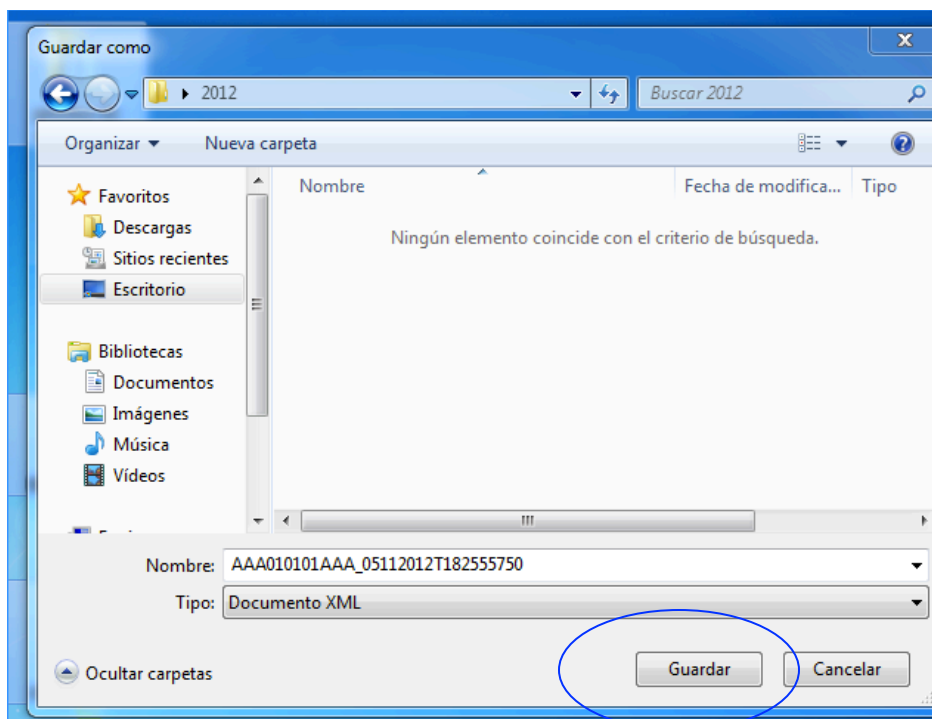 Guardar como
2012
Buscar 2012
Organizar
Nueva carpeta
Favoritos
Descargas
Sitios recientes
Escritorio
Bibliotecas
Documentos
Imágenes
Música
Vídeos
Nombre
Fecha de modifica...
Tipo
Ningún elemento coincide con el criterio de búsqueda.
Nombre: AAA010101AAA_05112012T182555750
Tipo: Documento XML
Ocultar carpetas
Guardar
Cancelar